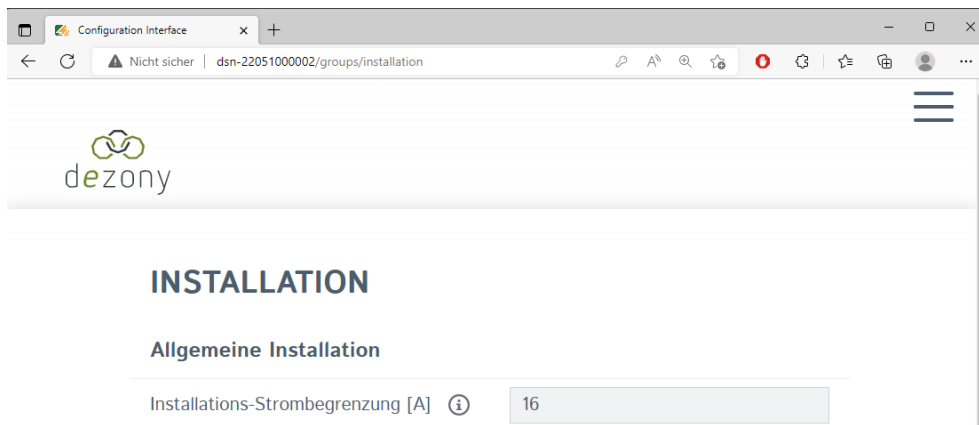 Configuration Interface
Nicht sicher | dsn-22051000002/groups/installation
dezony
INSTALLATION
Allgemeine Installation
Installations-Strombegrenzung [A] i 16